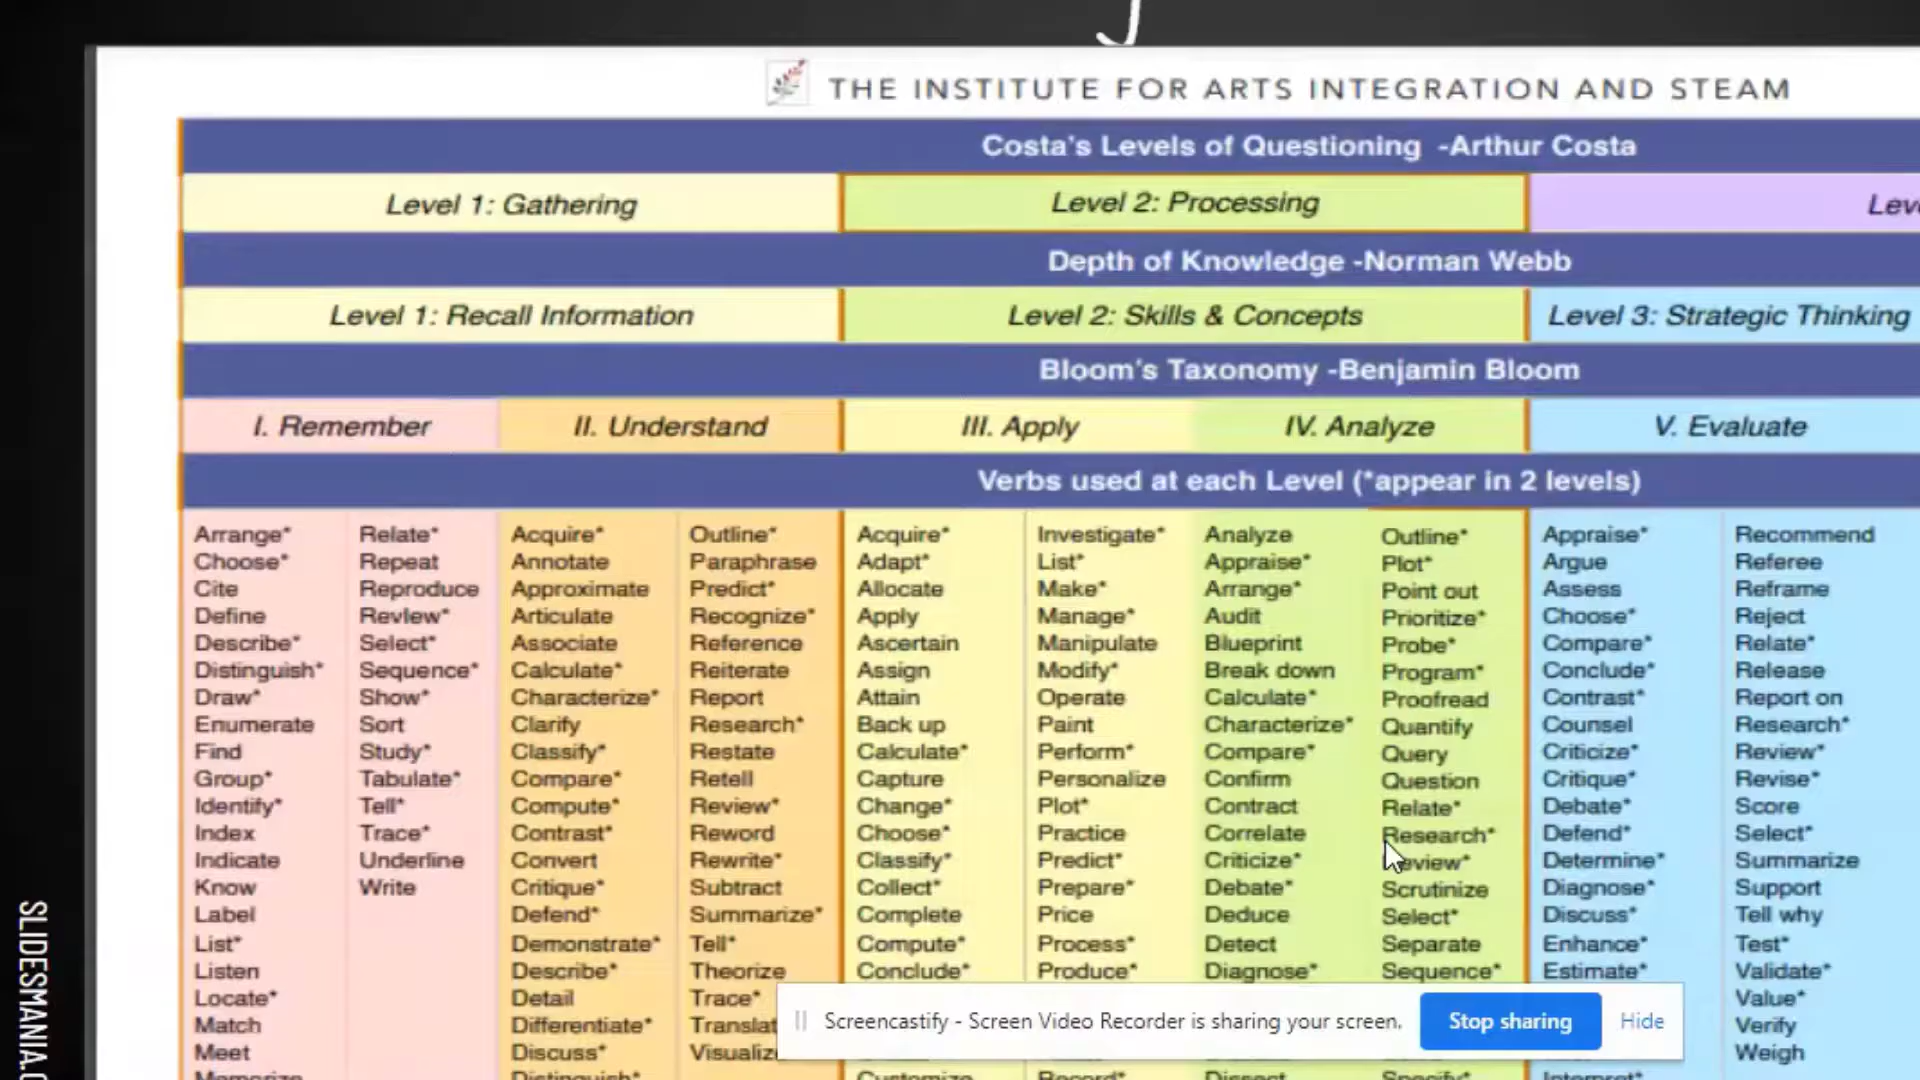 THE INSTITUTE FOR ARTS INTEGRATION AND STEAM
Costa's Levels of Questioning -Arthur Costa
Level 1: Gathering Level 2: Processing
Depth of Knowledge -Norman Webb
Level 1: Recall Information Level 2: Skills & Concepts Level 3: Strategic Thinking
Bloom's Taxonomy -Benjamin Bloom
I. Remember II. Understand III. Apply IV. Analyze V. Evaluate
Verbs used at each Level (*appear in 2 levels)
Arrange* Relate* Acquire* Outline* Acquire* Investigate* Analyze Outline* Appraise* Recommend
Choose* Repeat Annotate Paraphrase Adapt* List* Appraise* Plot* Argue Referee
Cite Reproduce Approximate Predict* Allocate Make* Arrange* Point out Assess Reframe
Define Review* Articulate Recognize* Apply Manage* Audit Prioritize* Choose* Reject
Describe* Select* Associate Reference Ascertain Manipulate Blueprint Probe* Compare* Relate*
Distinguish* Sequence* Calculate* Reiterate Assign Modify* Break down Program* Conclude* Release
Draw* Show* Characterize* Report Attain Operate Calculate* Proofread Contrast* Report on
Enumerate Sort Clarify Research* Back up Paint Characterize* Quantify Counsel Research*
Find Study* Classify* Restate Calculate* Perform* Compare* Query Criticize* Review*
Group* Tabulate* Compare* Retell Capture Personalize Confirm Question Critique* Revise*
Identify* Tell* Compute* Review* Change* Plot* Contract Relate* Debate* Score
Index Trace* Contrast* Reword Choose* Practice Correlate Research* Defend* Select*
Indicate Underline Convert Rewrite* Classify* Predict* Criticize* Determine* Summarize
Know Write Critique* Subtract Collect* Prepare* Debate* Scrutinize Diagnose* Support
Label Defend* Summarize* Complete Price Deduce Select* Discuss* Tell why
List* Demonstrate* Tell* Compute* Process* Detect Separate Enhance* Test*
Listen Describe* Theorize Conclude* Produce* Diagnose* Sequence* Estimate* Validate*
Locate* Detail Trace* Value*
Match Differentiate* Verify
Meet Discuss* Weigh
Screencastify - Screen Video Recorder is sharing your screen. Stop sharing Hide